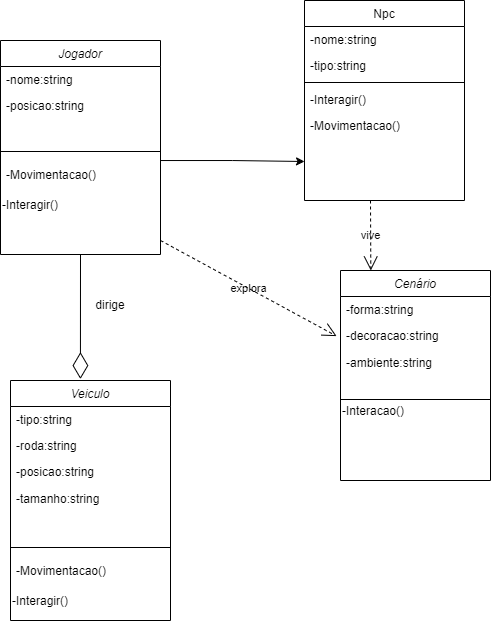 Jogador
-nome:string
-posicao:string
-Movimentacao()
-Interagir()
Npc
-nome:string
-tipo:string
-Interagir()
-Movimentacao()
vive
explora
dirige
Cenário
-forma:string
-decoracao:string
-ambiente:string
-Interacao()
Veiculo
-tipo:string
-roda:string
-posicao:string
-tamanho:string
-Movimentacao()
-Interagir()